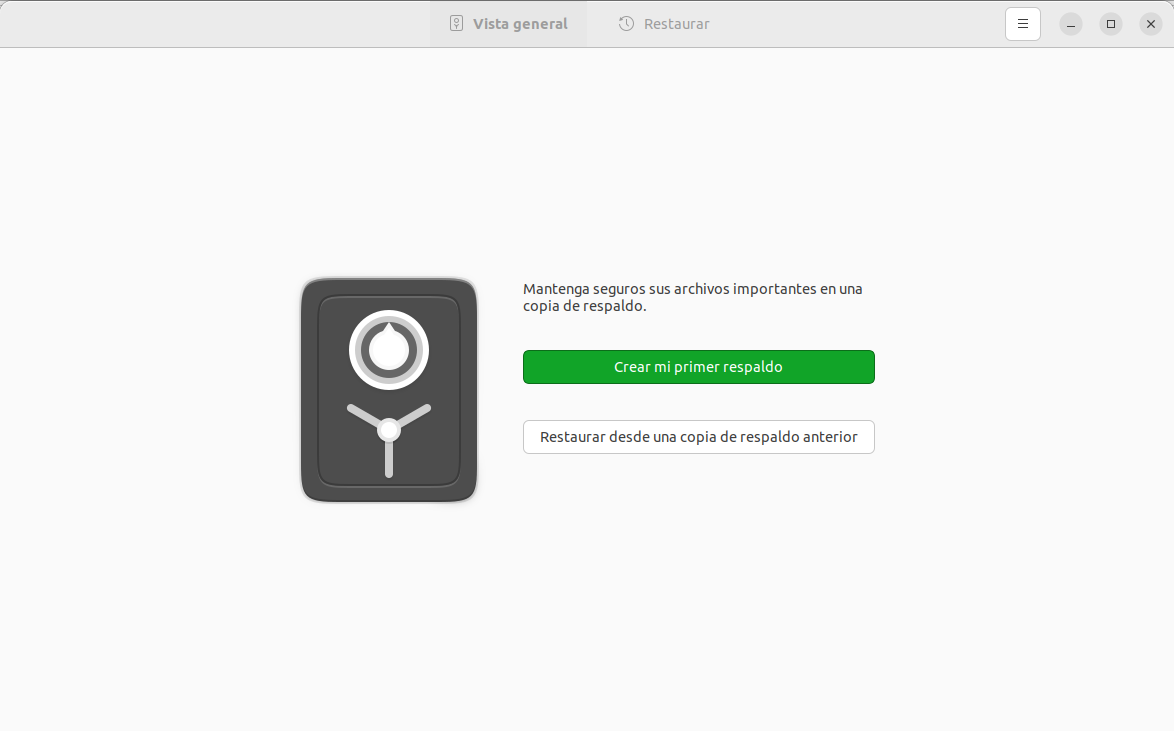 Vista general
Restaurar
Mantenga seguros sus archivos importantes en una
copia de respaldo.
Crear mi primer respaldo
Restaurar desde una copia de respaldo anterior